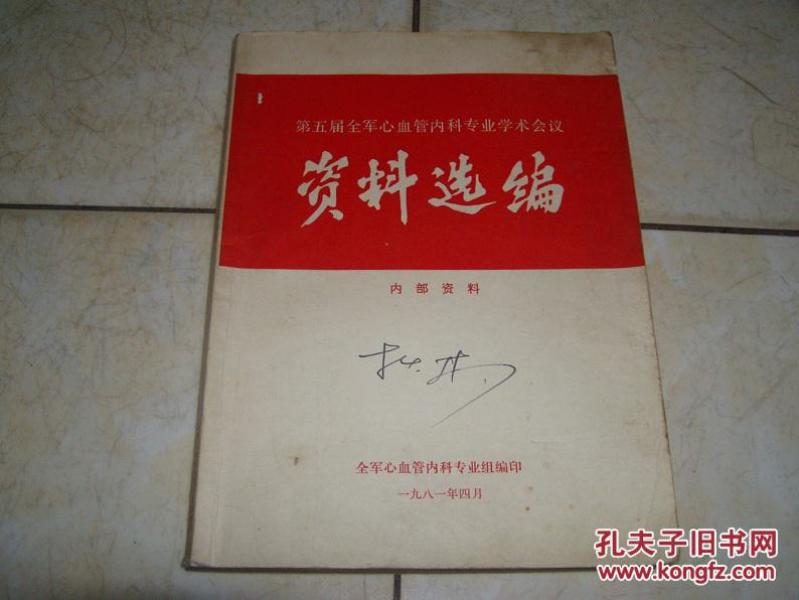 第五届全军心血管内科专业学术会议
资料选编
内部资料
全军心血管内科专业组编印
一九八一年四月
孔夫子旧书网
www.kongfz.com